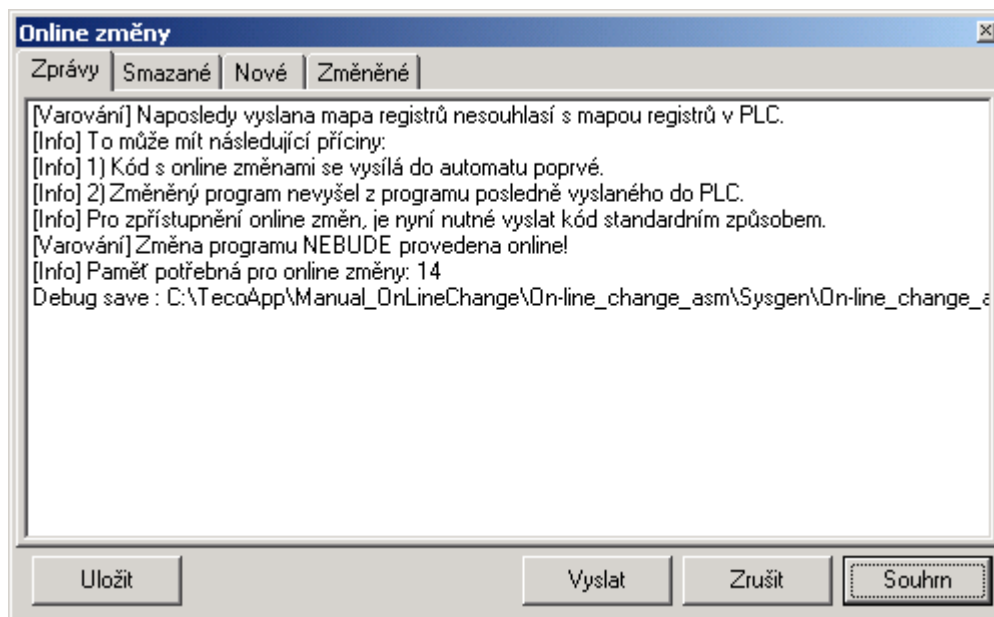 Online změny
Zprávy Smazané Nové Změněné
[Varování] Naposledy vyslana mapa registrů nesouhlasí s mapou registrů v PLC.
[Info] To může mít následující příciny:
[Info] 1) Kód s online změnami se vysílá do automatu poprvé.
[Info] 2) Změněný program nevyšel z programu posledně vyslaného do PLC.
[Info] Pro zpřístupnění online změn, je nyní nutné vyslat kód standardním způsobem.
[Varování] Změna programu NEBUDE provedena online!
[Info] Paměť potřebná pro online změny: 14
Debug save : C:\TecoApp\Manual_OnLineChange\On-line_change_asm\Sysgen\On-line_change_a
Uložit Vyslat Zrušit Souhrn